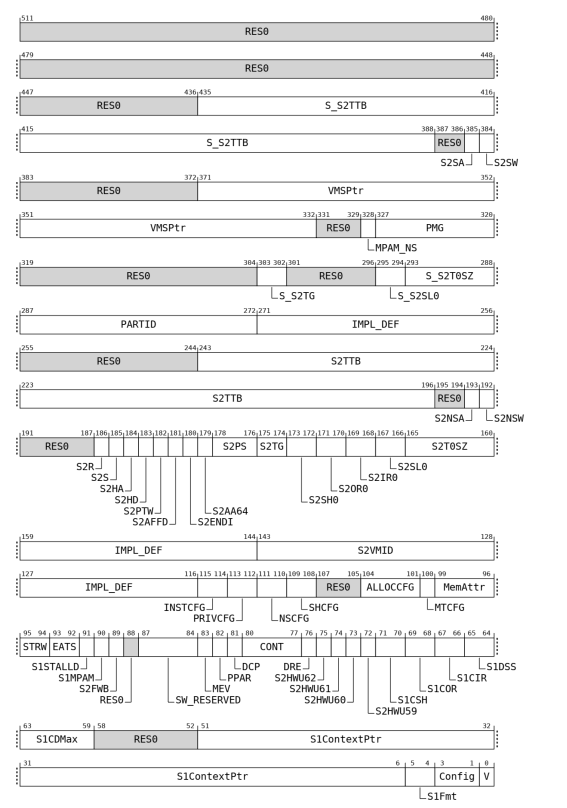 511 480
RES0
479 448
RES0
447 436 435 416
RES0 S_S2TTB
415 388 387 386 385 384
S_S2TTB RES0
S2SA S2SW
383 372 371 352
RES0 VMSPtr
351 332 331 329 328 327 320
VMSPtr RES0 PMG
MPAM_NS
319 304 303 302 301 296 295 294 293 288
RES0 RES0 S_S2T0SZ
S_S2TG S_S2SL0
287 272 271 256
PARTID IMPL_DEF
255 244 243 224
RES0 S2TTB
223 196 195 194 193 192
S2TTB RES0
S2NSA S2NSW
191 187 186 185 184 183 182 181 180 179 178 176 175 174 173 172 171 170 169 168 167 166 165 160
RES0 S2PS S2TG S2T0SZ
S2R S2SL0
S2S S2IR0
S2HA S2OR0
S2HD S2SH0
S2PTW S2AA64
S2AFFD S2ENDI
159 144 143 128
IMPL_DEF S2VMID
127 116 115 114 113 112 111 110 109 108 107 105 104 101 100 99 96
IMPL_DEF RES0 ALLOCCFG MemAttr
INSTCFG SHCFG MTCFG
PRIVCFG NSCFG
95 94 93 92 91 90 89 88 87 84 83 82 81 80 77 76 75 74 73 72 71 70 69 68 67 66 65 64
STRW EATS CONT
S1STALLD DCP DRE S1DSS
S1MPAM PPAR S2HWU62 S1CIR
S2FWB MEV S2HWU61 S1COR
RES0 SW_RESERVED S2HWU60 S1CSH
S2HWU59
63 59 58 52 51 32
S1CDMax RES0 S1ContextPtr
31 6 5 4 3 1 0
S1ContextPtr Config V
S1Fmt